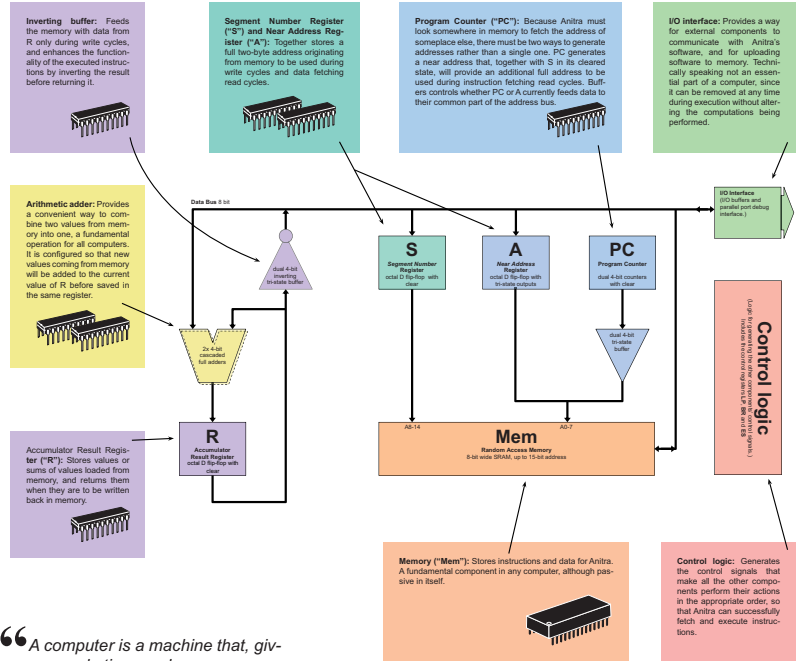 Inverting buffer: Feeds
the memory with data from
R only during write cycles,
and enhances the function-
ality of the executed instruc-
tions by inverting the result
before returning it.
Segment Number Register
("S") and Near Address Reg-
ister ("A"): Together stores a
full two-byte address originating
from memory to be used during
write cycles and data fetching
read cycles.
Program Counter ("PC"): Because Anitra must
look somewhere in memory to fetch the address of
someplace else, there must be two ways to generate
addresses rather than a single one. PC generates
a near address that, together with S in its cleared
state, will provide an additional full address to be
used during instruction fetching read cycles. Buff-
ers controls whether PC or A currently feeds data to
their common part of the address bus.
I/O interface: Provides a way
for external components to
communicate with Anitra's
software, and for uploading
software to memory. Techni-
cally speaking not an essen-
tial part of a computer, since
it can be removed at any time
during execution without alter-
ing the computations being
performed.
Arithmetic adder: Provides
a convenient way to com-
bine two values from mem-
ory into one, a fundamental
operation for all computers.
It is configured so that new
values coming from memory
will be added to the current
value of R before saved in
the same register.
Data Bus 8 bit
I/O Interface
(I/O buffers and
parallel port debug
interface.)
dual 4-bit
inverting
tri-state buffer
S
Segment Number
Register
octal D flip-flop with
clear
A
Near Address
Register
octal D flip-flop with
tri-state outputs
PC
Program Counter
dual 4-bit counters
with clear
2x 4-bit
cascaded
full adders
dual 4-bit
tri-state
buffer
Control logic
(Logic for generating the other components' control signals.)
Includes the control registers LP, BR and ES
Accumulator Result Regis-
ter ("R"): Stores values or
sums of values loaded from
memory, and returns them
when they are to be written
back in memory.
R
Accumulator
Result Register
octal D flip-flop with
clear
A8-14
A0-7
Mem
Random Access Memory
8-bit wide SRAM, up to 15-bit address
Memory ("Mem"): Stores instructions and data for Anitra.
A fundamental component in any computer, although pas-
sive in itself.
Control logic: Generates
the control signals that
make all the other compo-
nents perform their actions
in the appropriate order, so
that Anitra can successfully
fetch and execute instruc-
tions.
“A computer is a machine that, giv-